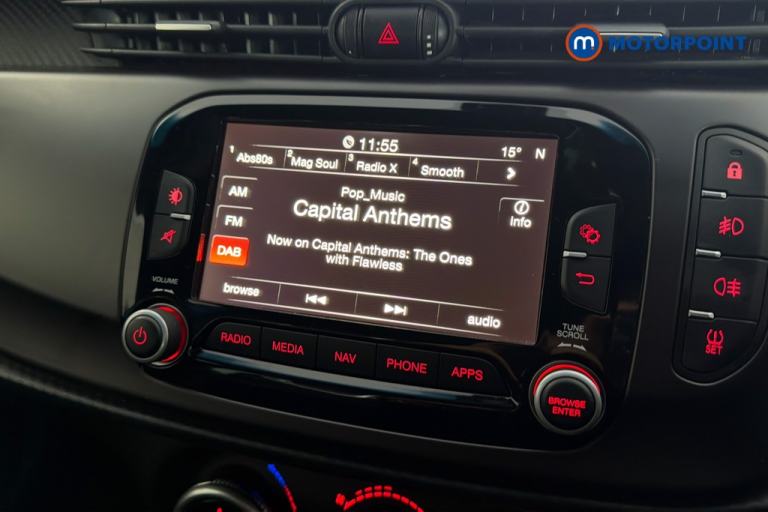 m MOTORPOINT
11:55 15° N
1 Abs80s 2 Mag Soul 3 Radio X 4 Smooth
AM
Pop_Music
Capital Anthems
i
Info
FM
DAB
Now on Capital Anthems: The Ones
with Flawless
browse audio
VOLUME
TUNE
SCROLL
RADIO MEDIA NAV PHONE APPS
BROWSE
ENTER
SET